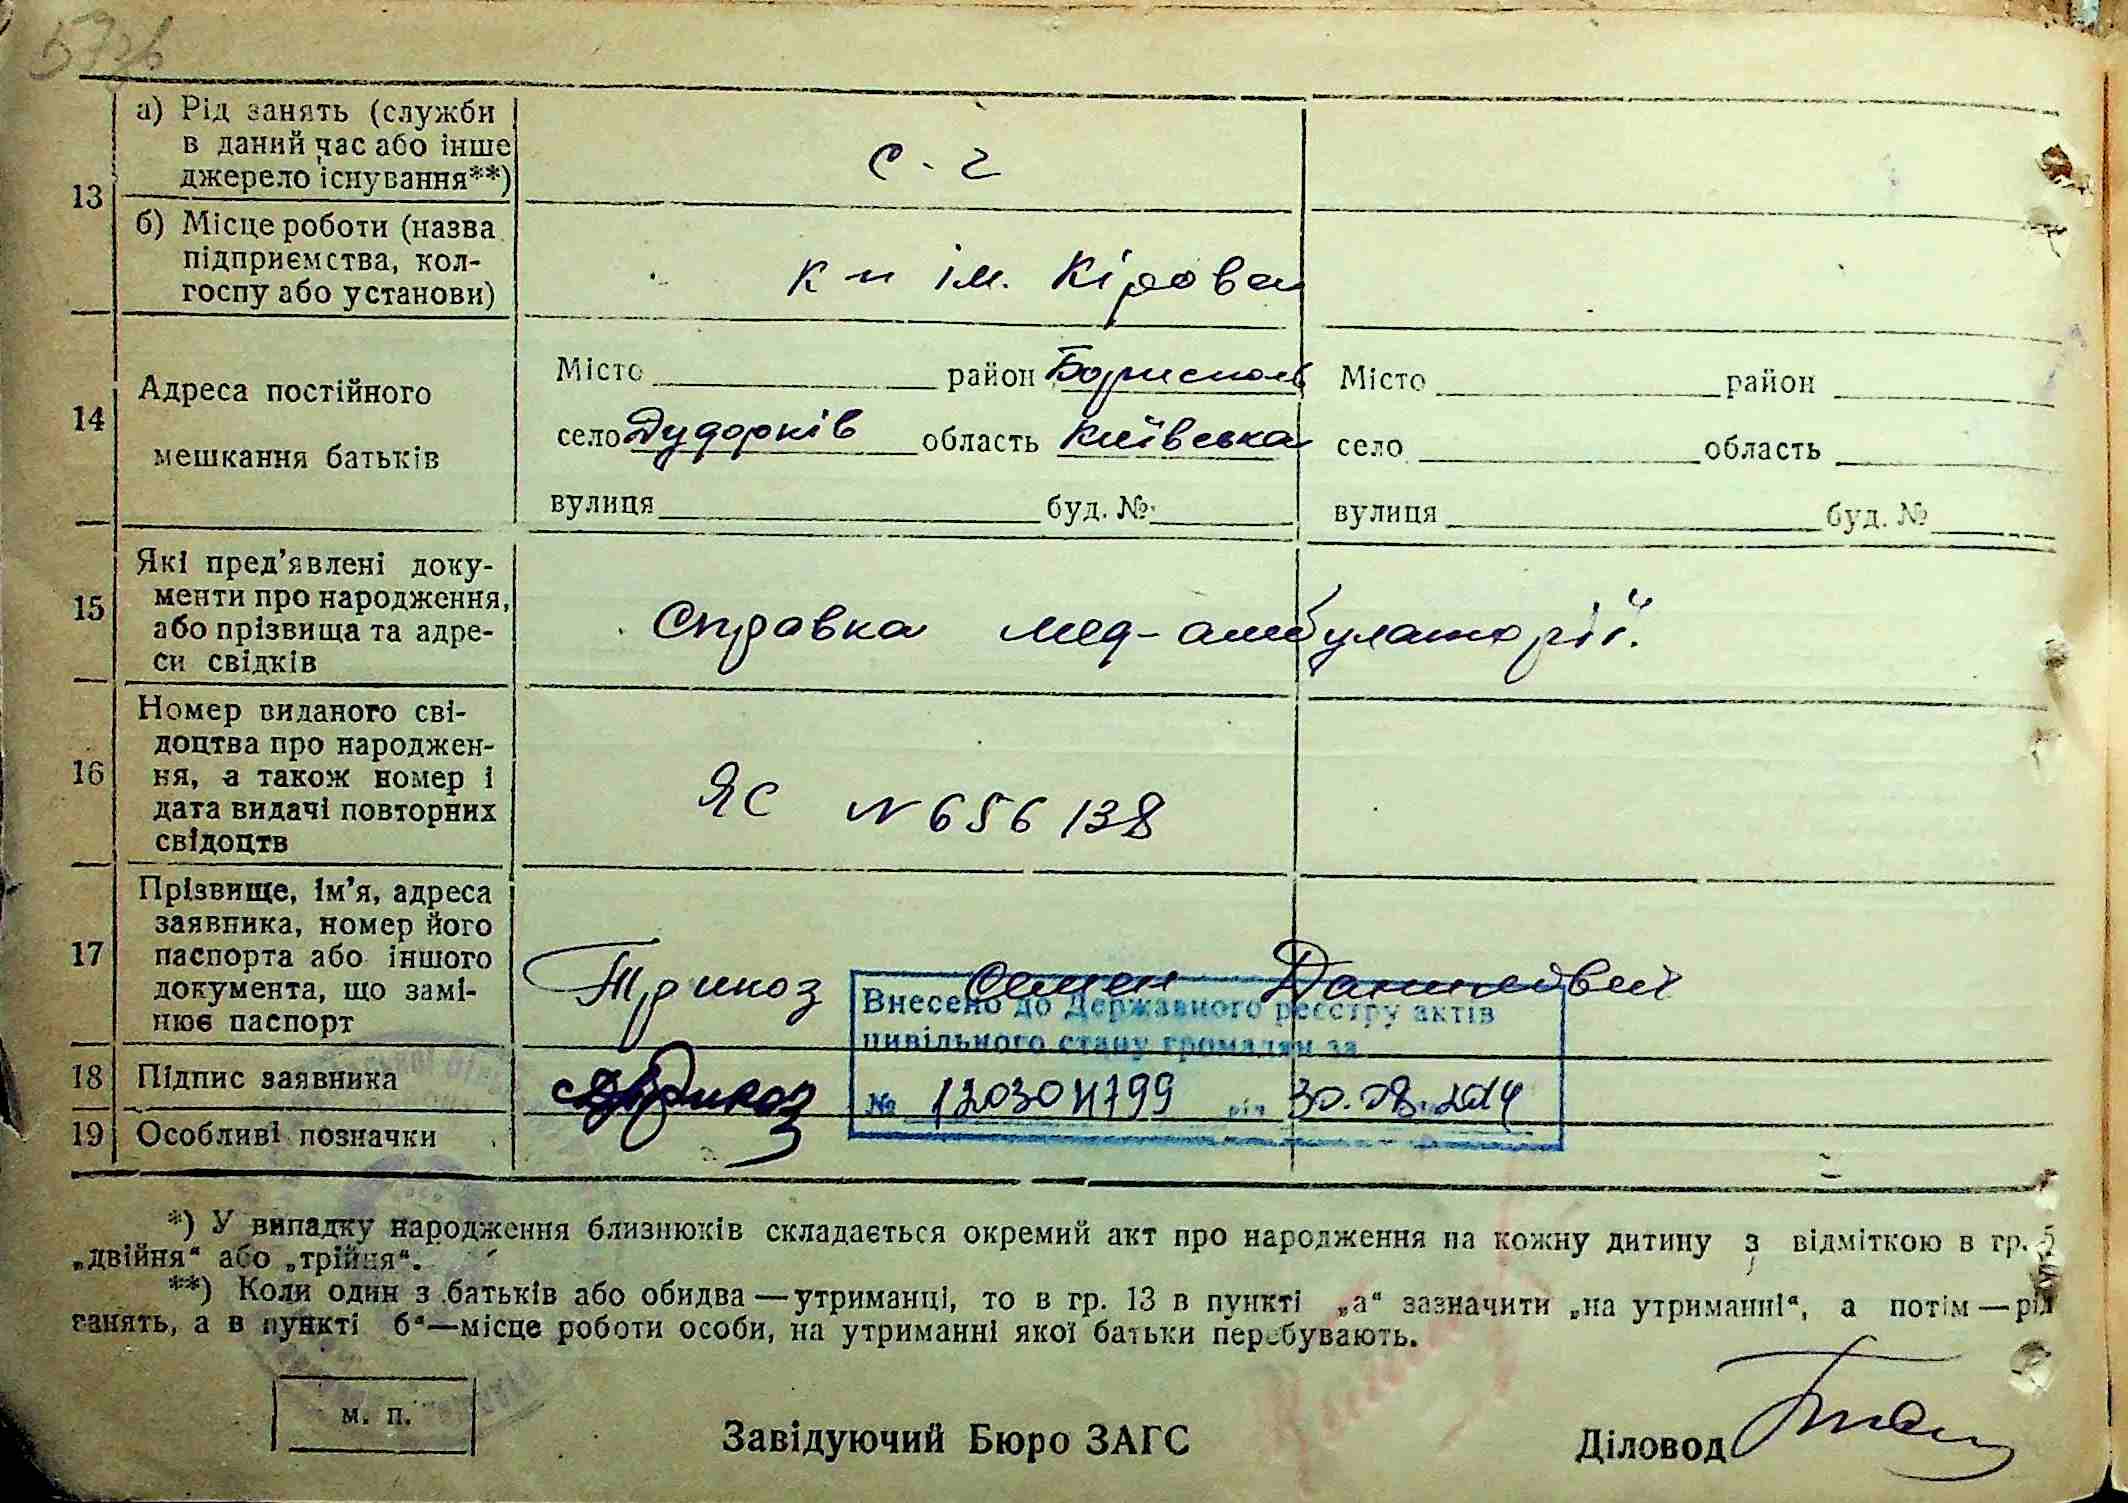 13
а) Рід занять (служби
в даний час або інше
джерело існування**)
с-г
б) Місце роботи (назва
підприємства, кол-
госпу або установи)
к-п ім. Кірова
14
Адреса постійного
мешкання батьків
Місто район Бориспол
село Дудорків область Київська
вулиця буд. №
Місто район
село область
вулиця буд. №
15
Які пред'явлені доку-
менти про народження,
або прізвища та адре-
си свідків
Справка мед-амбулаторії.
16
Номер виданого сві-
доцтва про народжен-
ня, а також номер і
дата видачі повторних
свідоцтв
ЯС № 656138
17
Прізвище, ім'я, адреса
заявника, номер його
паспорта або іншого
документа, що замі-
нює паспорт
Трикоз Семен Данилович
Внесено до Державного реєстру актів
цивільного стану громадян за
18
Підпис заявника
Трикоз
№ 120304799 від 30.08.2014
19
Особливі позначки
*) У випадку народження близнюків складається окремий акт про народження на кожну дитину з відміткою в гр. 5
„двійня“ або „трійня“.
**) Коли один з батьків або обидва—утриманці, то в гр. 13 в пункті „а“ зазначити „на утриманні“, а потім—рід
занять, а в пункті б“—місце роботи особи, на утриманні якої батьки перебувають.
м. п.
Завідуючий Бюро ЗАГС
Діловод